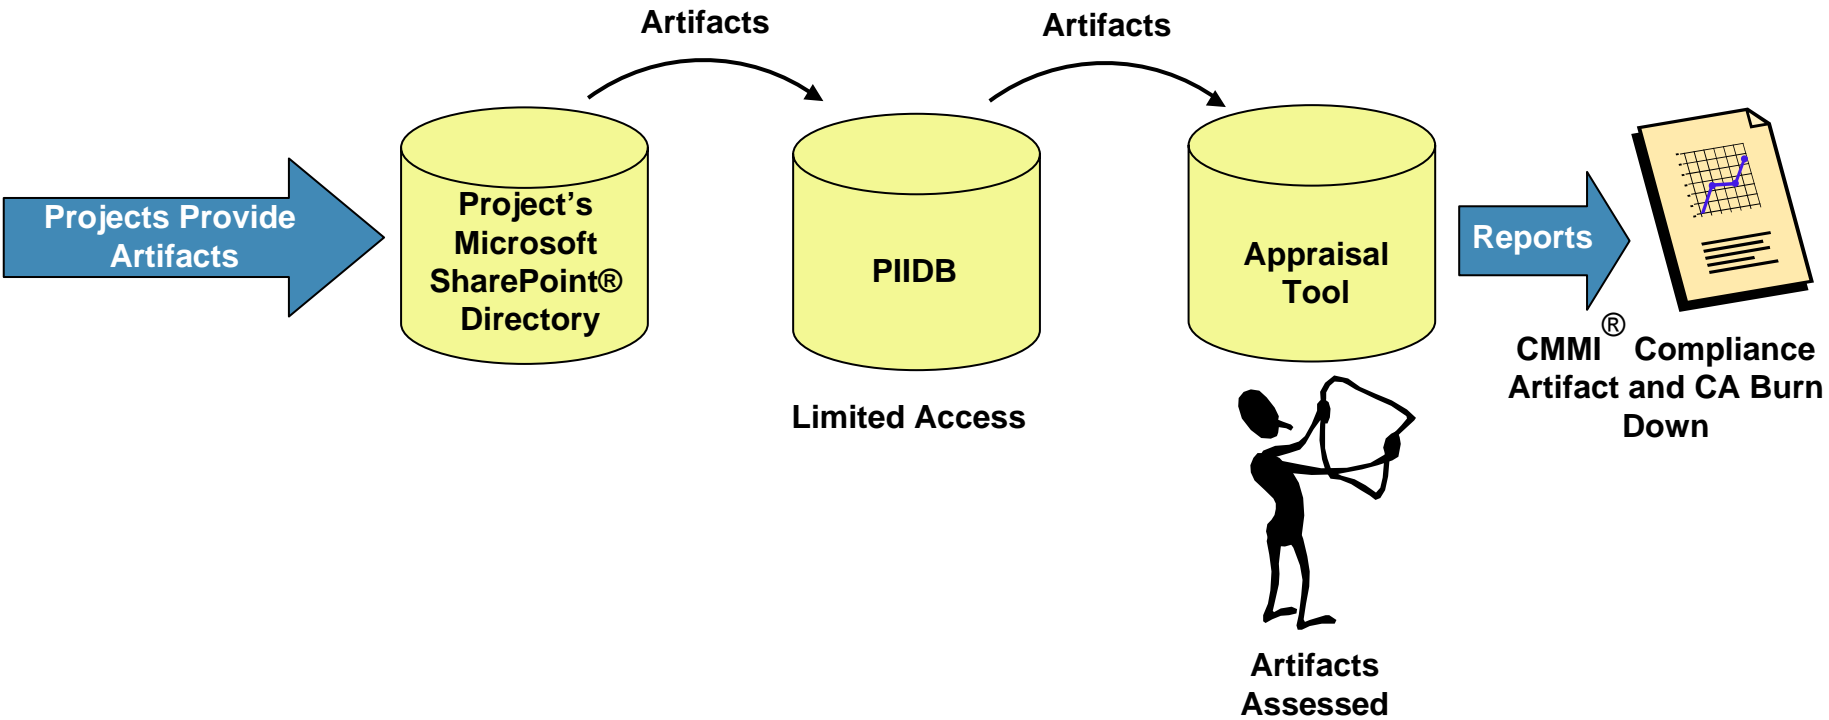 Artifacts
Artifacts
Projects Provide
Artifacts
Project’s
Microsoft
SharePoint®
Directory
PIIDB
Limited Access
Appraisal
Tool
Artifacts
Assessed
Reports
CMMI® Compliance
Artifact and CA Burn
Down